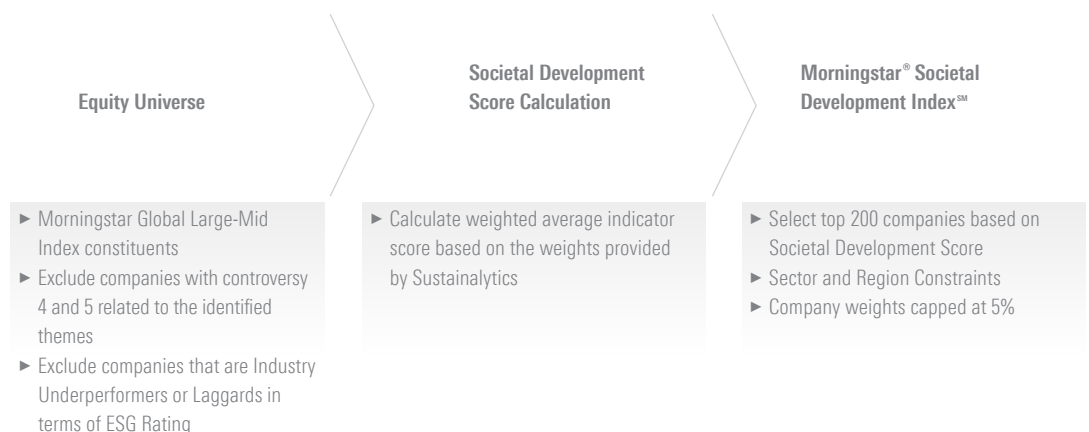 Equity Universe
Societal Development
Score Calculation
Morningstar® Societal
Development Index℠
► Morningstar Global Large-Mid
Index constituents
► Exclude companies with controversy
4 and 5 related to the identified
themes
► Exclude companies that are Industry
Underperformers or Laggards in
terms of ESG Rating
► Calculate weighted average indicator
score based on the weights provided
by Sustainalytics
► Select top 200 companies based on
Societal Development Score
► Sector and Region Constraints
► Company weights capped at 5%